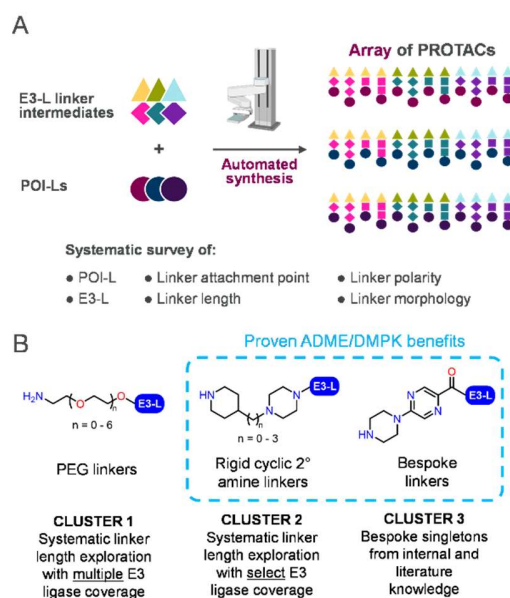 A
Array of PROTACs
E3-L linker
intermediates
+
POI-Ls
Automated
synthesis
Systematic survey of:
● POI-L ● Linker attachment point ● Linker polarity
● E3-L ● Linker length ● Linker morphology
B
Proven ADME/DMPK benefits
H₂N O O E3-L
n
n = 0 - 6
HN N N E3-L
n
n = 0 - 3
O
N N N HN E3-L
PEG linkers
Rigid cyclic 2°
amine linkers
Bespoke
linkers
CLUSTER 1
Systematic linker
length exploration
with multiple E3
ligase coverage
CLUSTER 2
Systematic linker
length exploration
with select E3
ligase coverage
CLUSTER 3
Bespoke singletons
from internal and
literature
knowledge